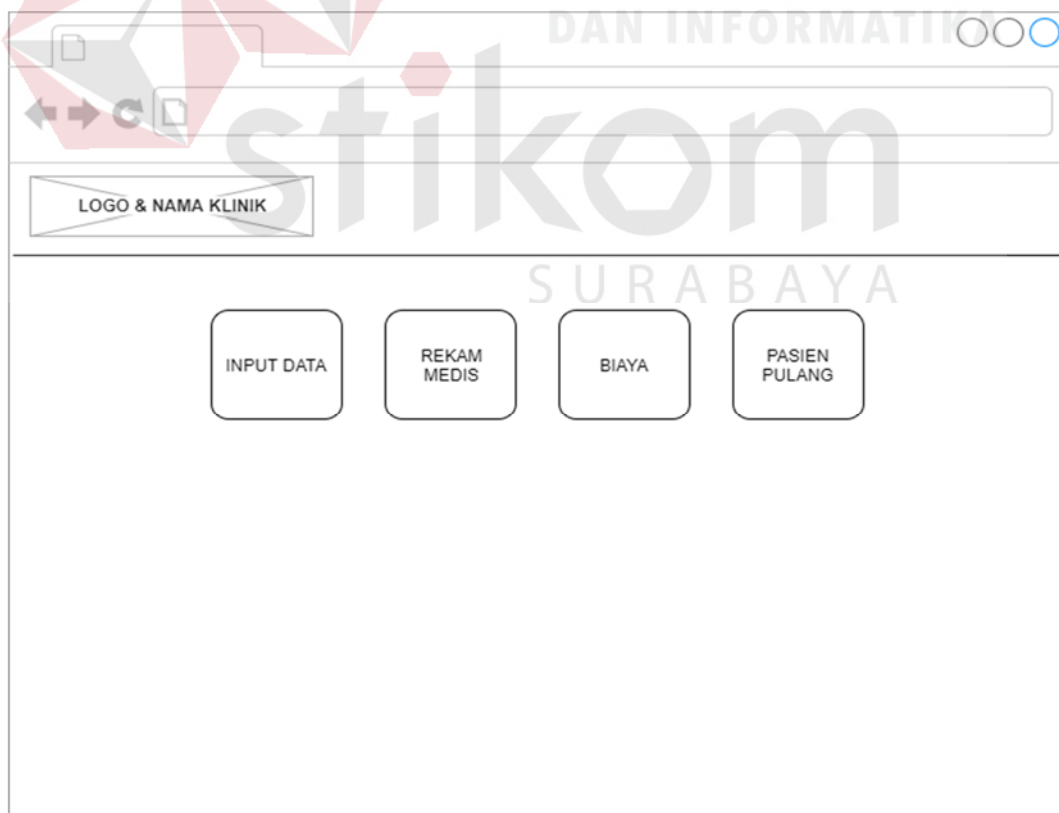 DAN INFORMATIKA
stikom
LOGO & NAMA KLINIK
SURABAYA
INPUT DATA
REKAM
MEDIS
BIAYA
PASIEN
PULANG